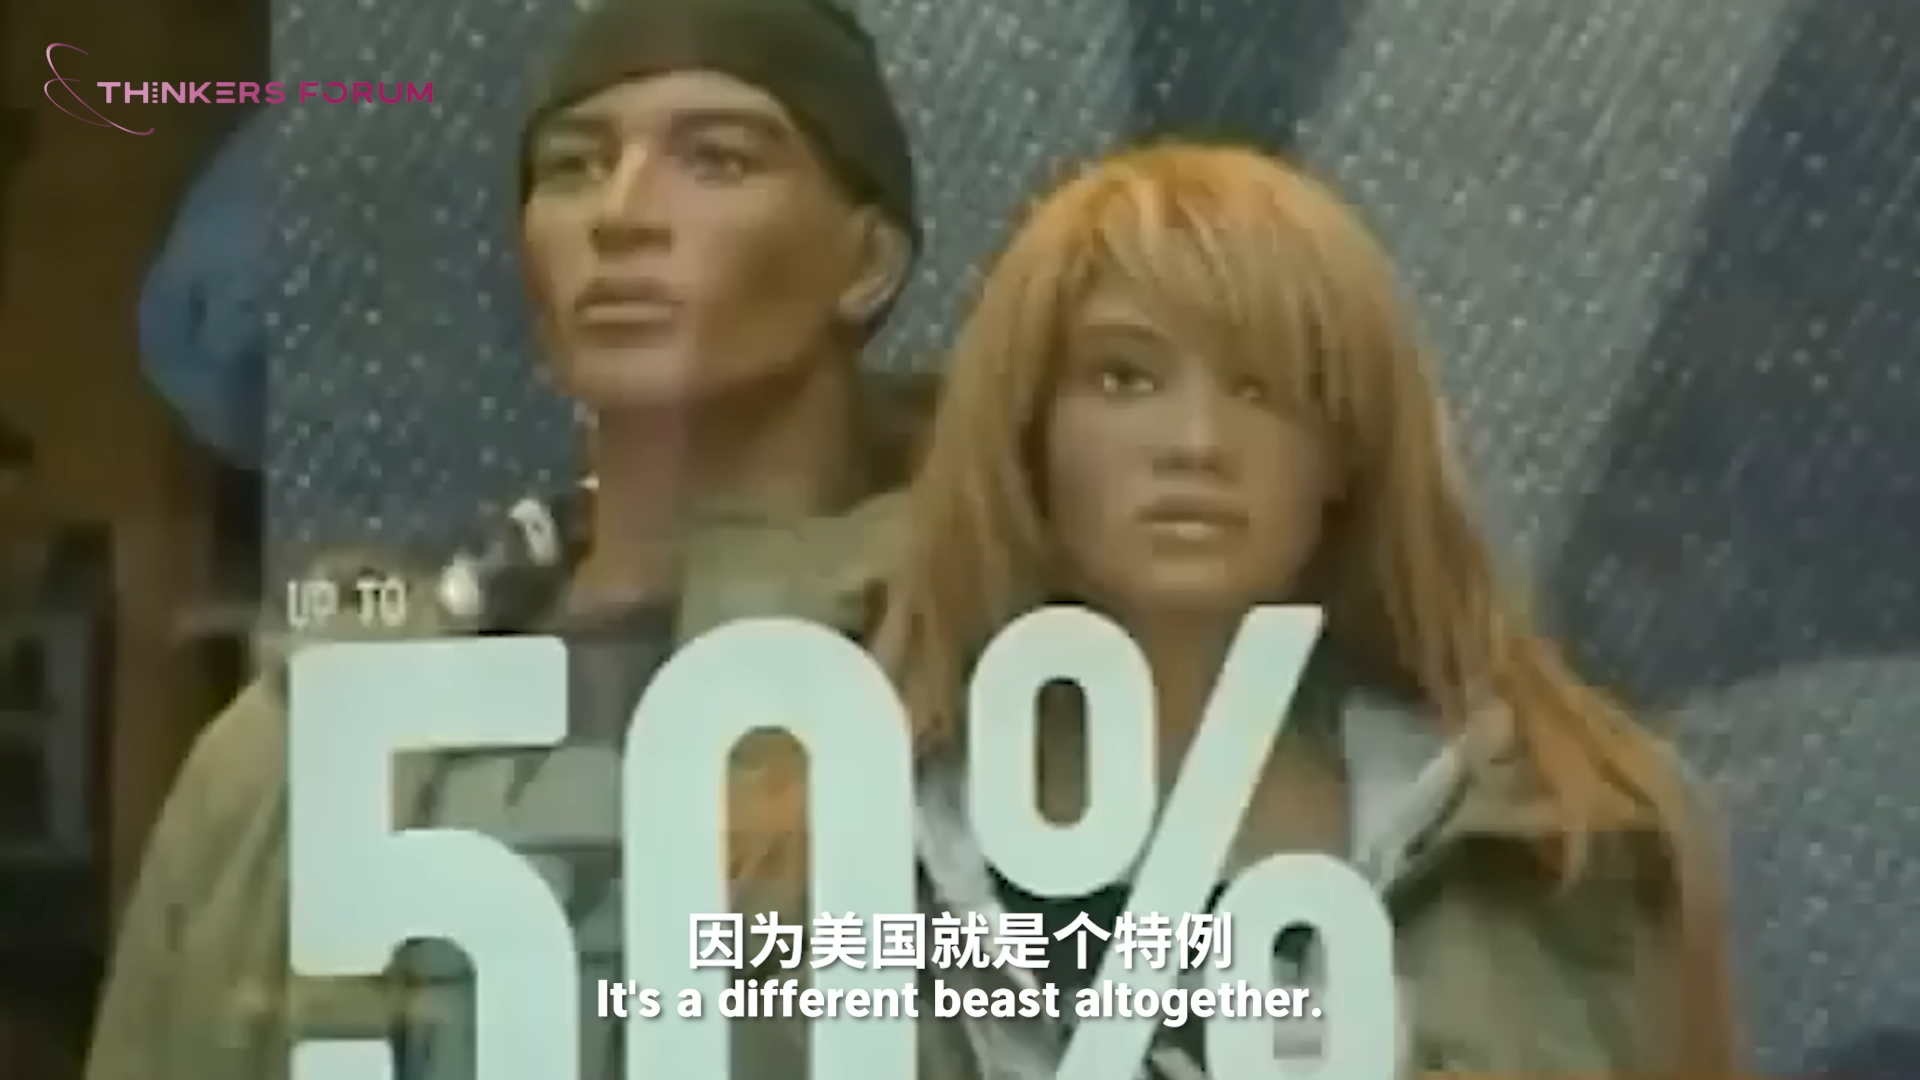 THINKERS FORUM
UP TO
50%
因为美国就是个特例
It's a different beast altogether.